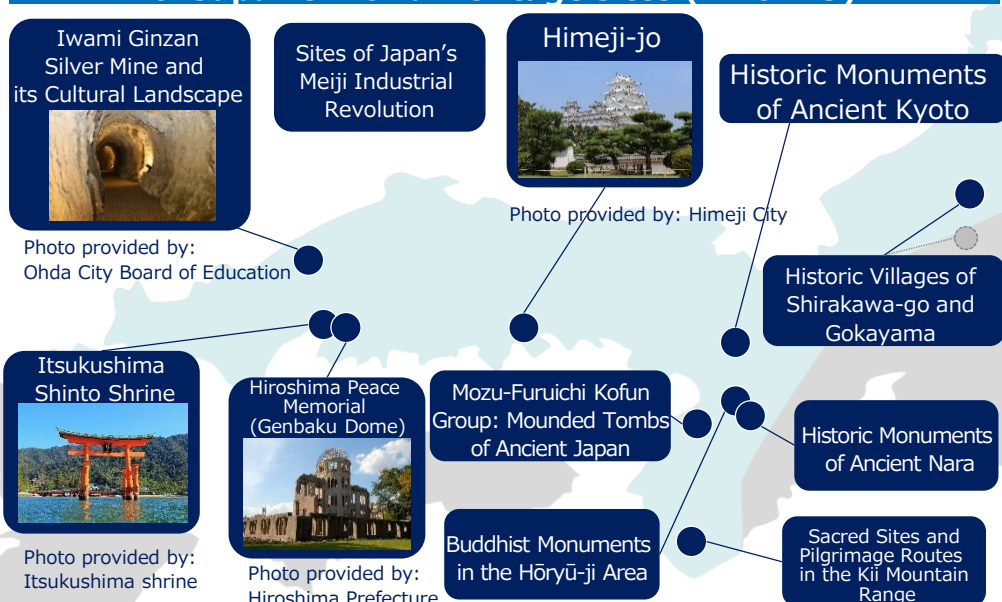 Iwami Ginzan
Silver Mine and
its Cultural Landscape
Photo provided by:
Ohda City Board of Education
Sites of Japan's
Meiji Industrial
Revolution
Himeji-jo
Photo provided by: Himeji City
Historic Monuments
of Ancient Kyoto
Historic Villages of
Shirakawa-go and
Gokayama
Itsukushima
Shinto Shrine
Photo provided by:
Itsukushima shrine
Hiroshima Peace
Memorial
(Genbaku Dome)
Photo provided by:
Hiroshima Prefecture
Mozu-Furuichi Kofun
Group: Mounded Tombs
of Ancient Japan
Historic Monuments
of Ancient Nara
Buddhist Monuments
in the Hōryū-ji Area
Sacred Sites and
Pilgrimage Routes
in the Kii Mountain
Range